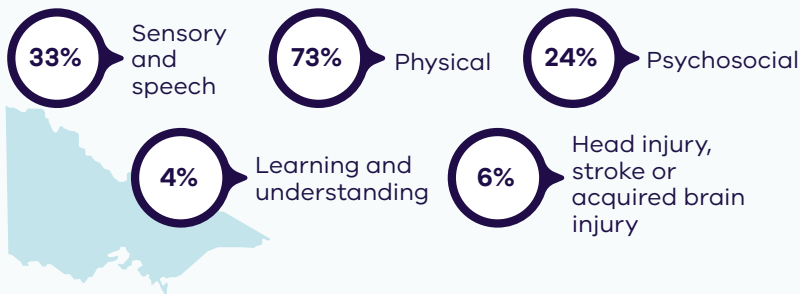 33%
Sensory
and
speech
73%
Physical
24%
Psychosocial
4%
Learning and
understanding
6%
Head injury,
stroke or
acquired brain
injury